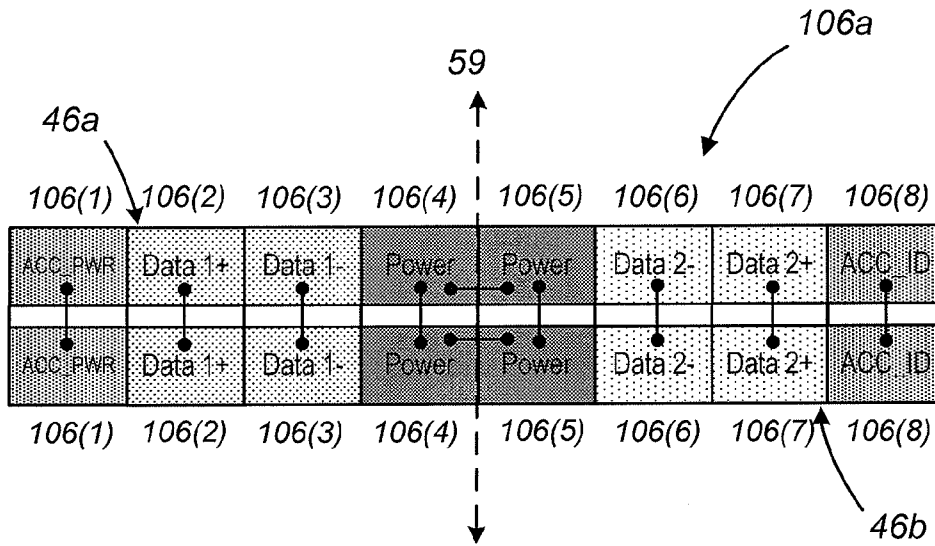 106a
59
46a
106(1) 106(2) 106(3) 106(4) 106(5) 106(6) 106(7) 106(8)
ACC_PWR Data 1+ Data 1- Power Power Data 2- Data 2+ ACC_ID
ACC_PWR Data 1+ Data 1- Power Power Data 2- Data 2+ ACC_ID
106(1) 106(2) 106(3) 106(4) 106(5) 106(6) 106(7) 106(8)
46b